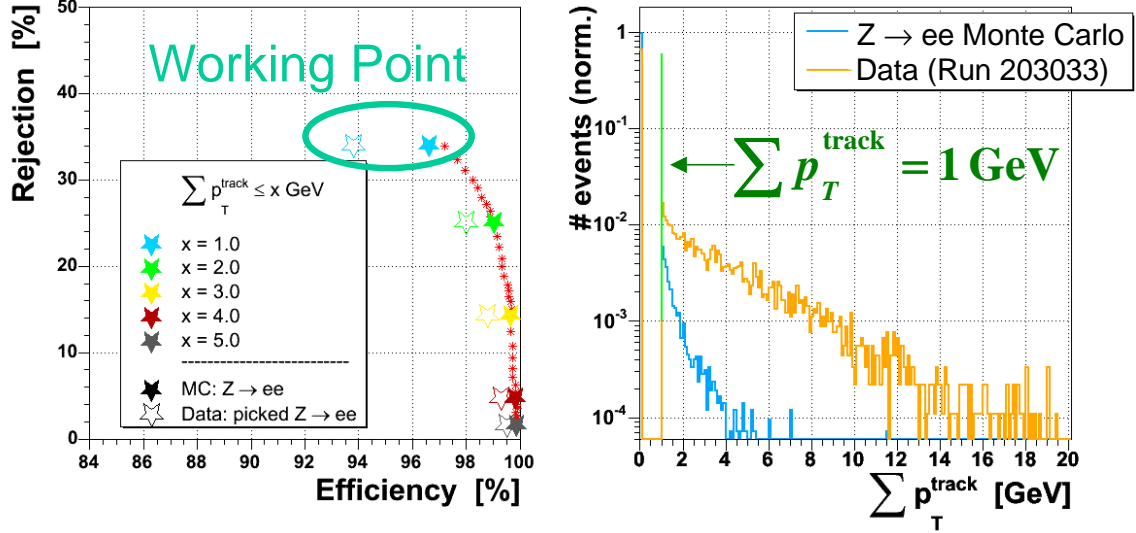 Rejection [%]
50
40
30
20
10
0
Working Point
∑ p_T^track ≤ x GeV
x = 1.0
x = 2.0
x = 3.0
x = 4.0
x = 5.0
----------------------------
MC: Z → ee
Data: picked Z → ee
84 86 88 90 92 94 96 98 100
Efficiency [%]
# events (norm.)
1
10^-1
10^-2
10^-3
10^-4
Z → ee Monte Carlo
Data (Run 203033)
∑ p_T^track = 1 GeV
0 2 4 6 8 10 12 14 16 18 20
∑ p_T^track [GeV]